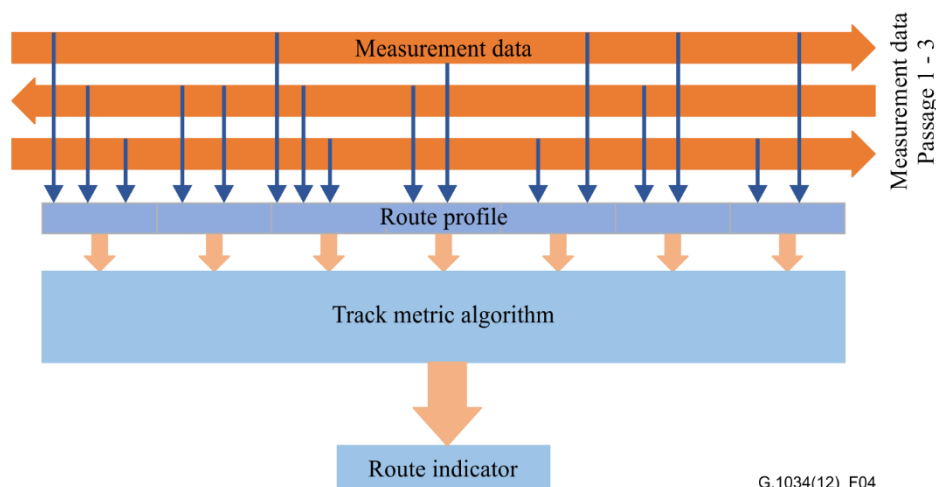 Measurement data
Measurement data
Passage 1 - 3
Route profile
Track metric algorithm
Route indicator
G.1034(12)_F04